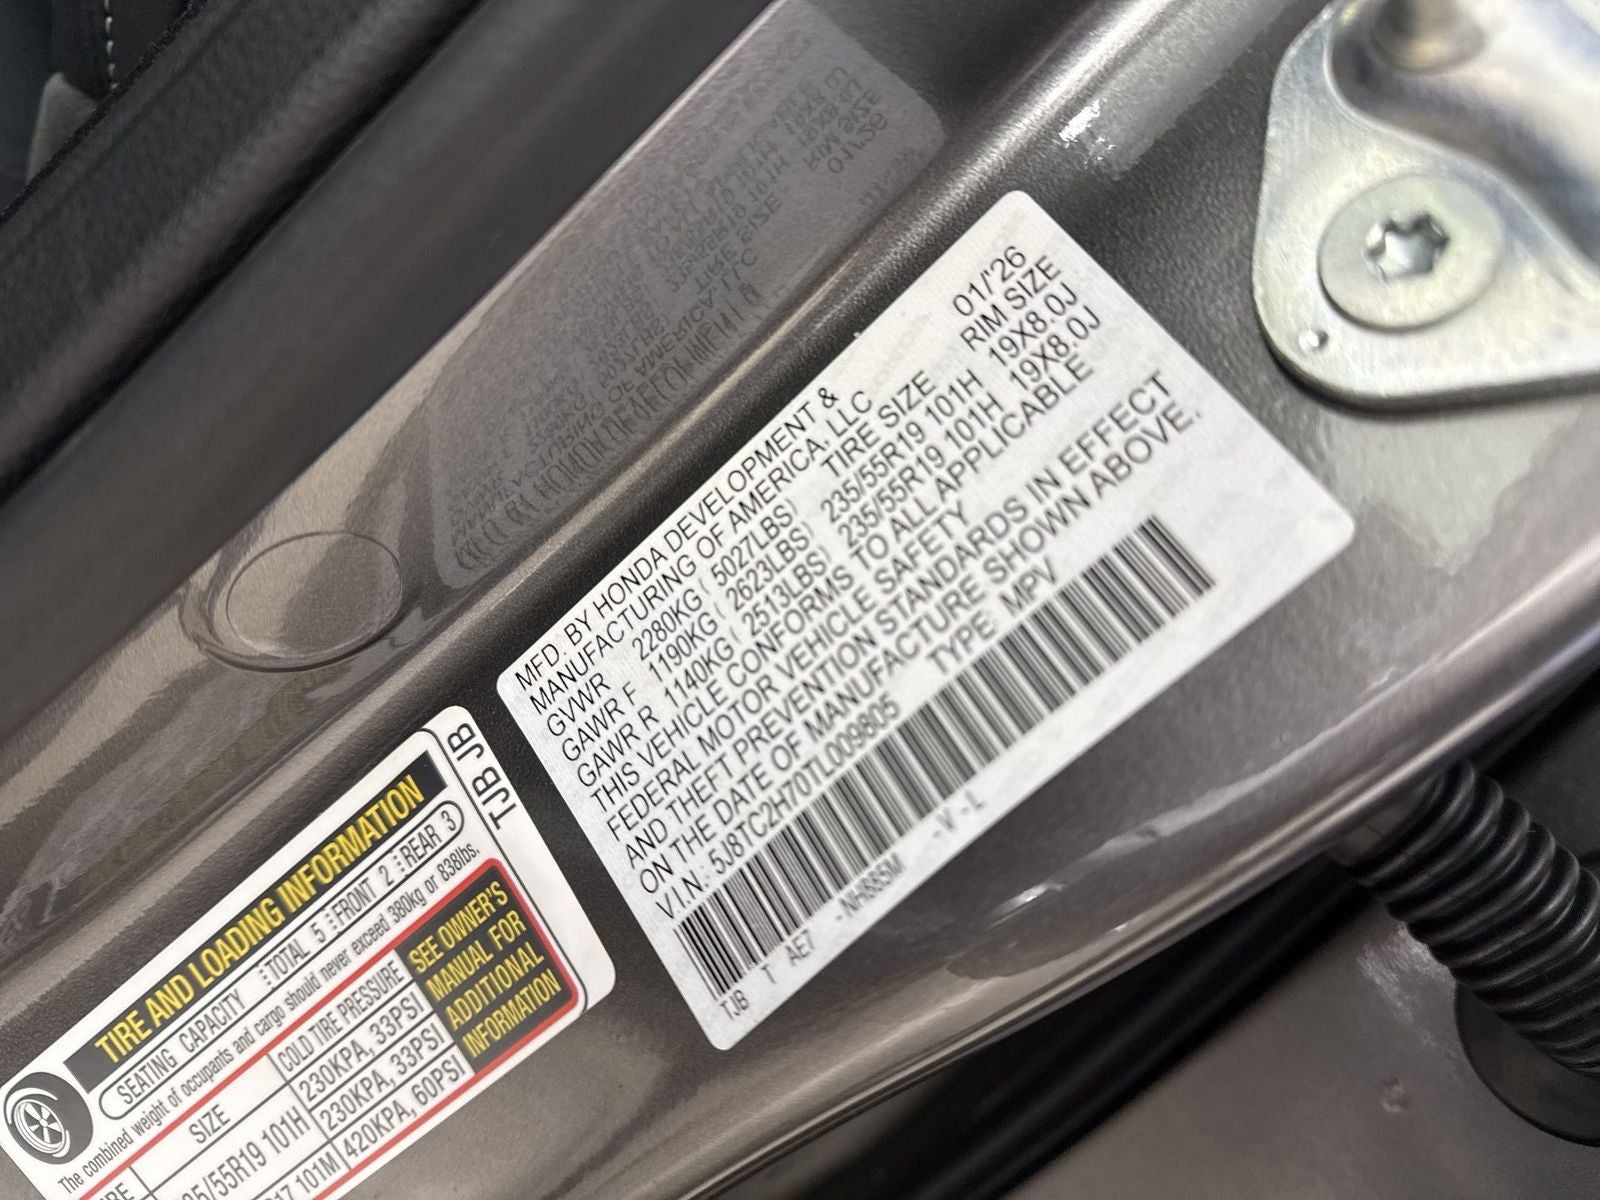 MFD. BY HONDA DEVELOPMENT &
MANUFACTURING OF AMERICA, LLC 01/'26
GVWR 2280KG ( 5027LBS) TIRE SIZE RIM SIZE
GAWR F 1190KG ( 2623LBS) 235/55R19 101H 19X8.0J
GAWR R 1140KG ( 2513LBS) 235/55R19 101H 19X8.0J
THIS VEHICLE CONFORMS TO ALL APPLICABLE
FEDERAL MOTOR VEHICLE SAFETY
AND THEFT PREVENTION STANDARDS IN EFFECT
ON THE DATE OF MANUFACTURE SHOWN ABOVE.
V.I.N.: 5J8TC2H70TL009805 TYPE: MPV
TJB T AE7 -NH885M -V-L
TJB JB
TIRE AND LOADING INFORMATION
SEATING CAPACITY TOTAL 5 FRONT 2 REAR 3
The combined weight of occupants and cargo should never exceed 380kg or 838lbs.
SIZE COLD TIRE PRESSURE
35/55R19 101H 230KPA, 33PSI
230KPA, 33PSI
R17 101M 420KPA, 60PSI
SEE OWNER'S
MANUAL FOR
ADDITIONAL
INFORMATION